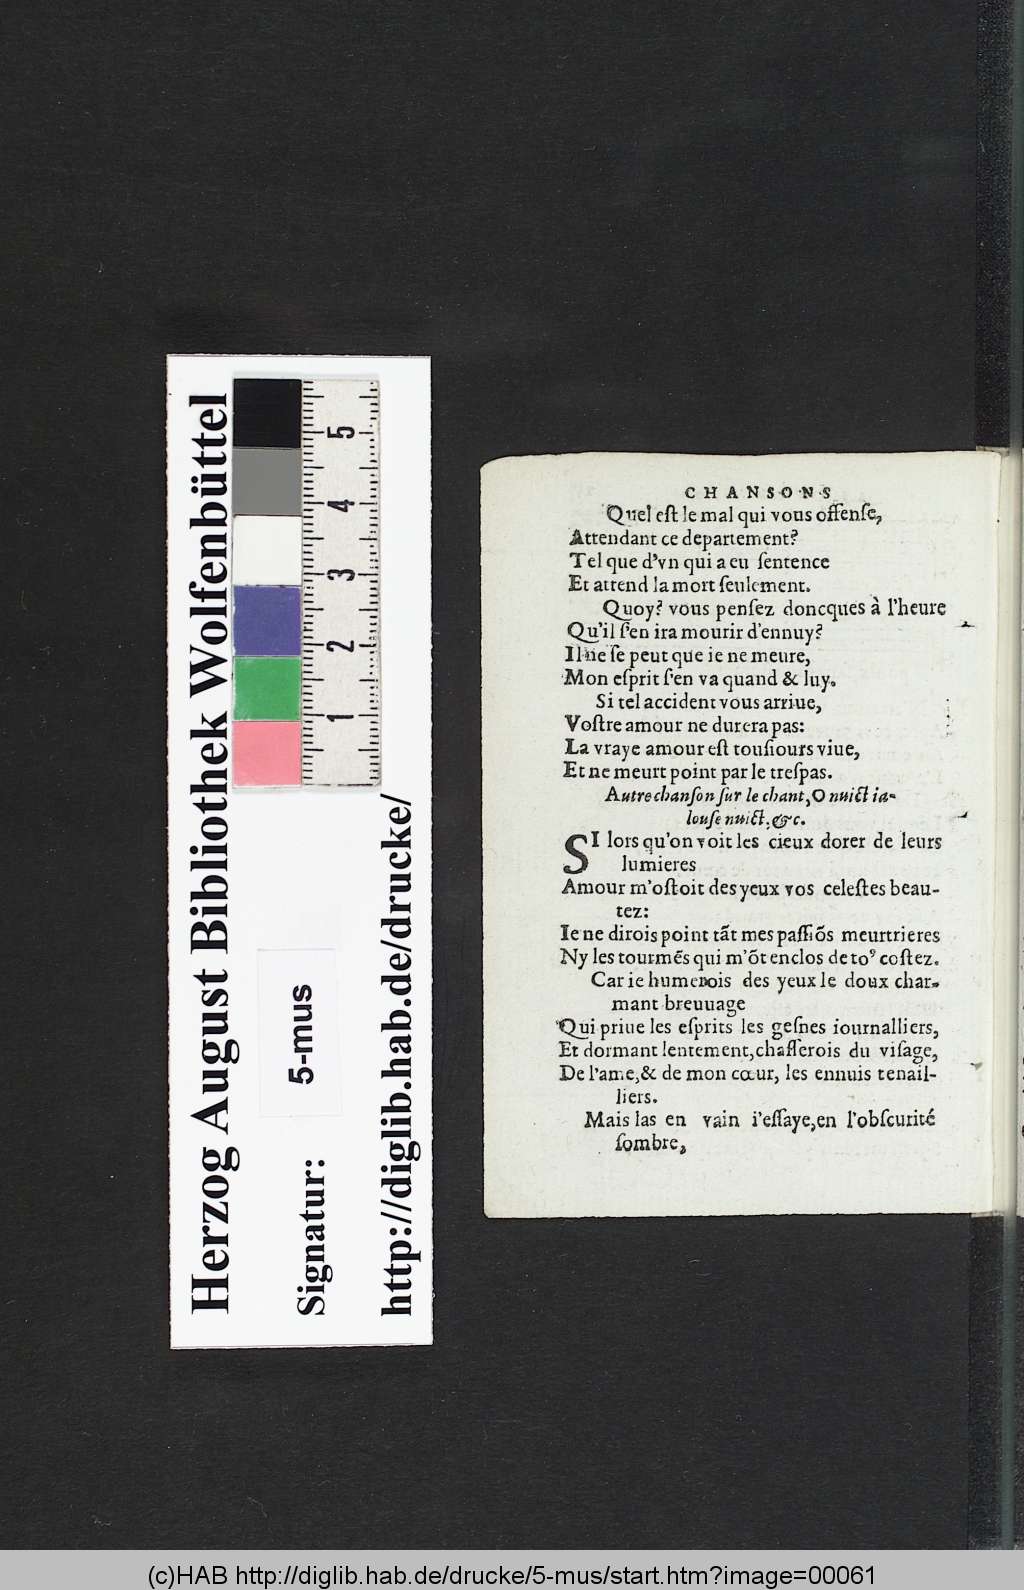 CHANSONS
Quel eſt le mal qui vous offenſe,
Attendant ce departement?
Tel que d'vn qui a eu ſentence
Et attend la mort ſeulement.
Quoy? vous penſez doncques à l'heure
Qu'il ſ'en ira mourir d'ennuy?
Il ne ſe peut que ie ne meure,
Mon eſprit ſ'en va quand & luy.
Si tel accident vous arriue,
Voſtre amour ne durera pas:
La vraye amour eſt touſiours viue,
Et ne meurt point par le treſpas.
Autre chanſon ſur le chant, O nuict ia-
louſe nuict, &c.
SI lors qu'on voit les cieux dorer de leurs
lumieres
Amour m'oſtoit des yeux vos celeſtes beau-
tez:
Ie ne dirois point tãt mes paſſiõs meurtrieres
Ny les tourmẽs qui m'õt enclos de toꝰ coſtez.
Car ie humerois des yeux le doux char-
mant breuuage
Qui priue les eſprits les geſnes iournalliers,
Et dormant lentement, chaſſerois du viſage,
De l'ame, & de mon cœur, les ennuis tenail-
liers.
Mais las en vain i'eſſaye, en l'obſcurité
ſombre,
Herzog August Bibliothek Wolfenbüttel
Signatur: 5-mus
http://diglib.hab.de/drucke/
5
4
3
2
1
(c)HAB http://diglib.hab.de/drucke/5-mus/start.htm?image=00061